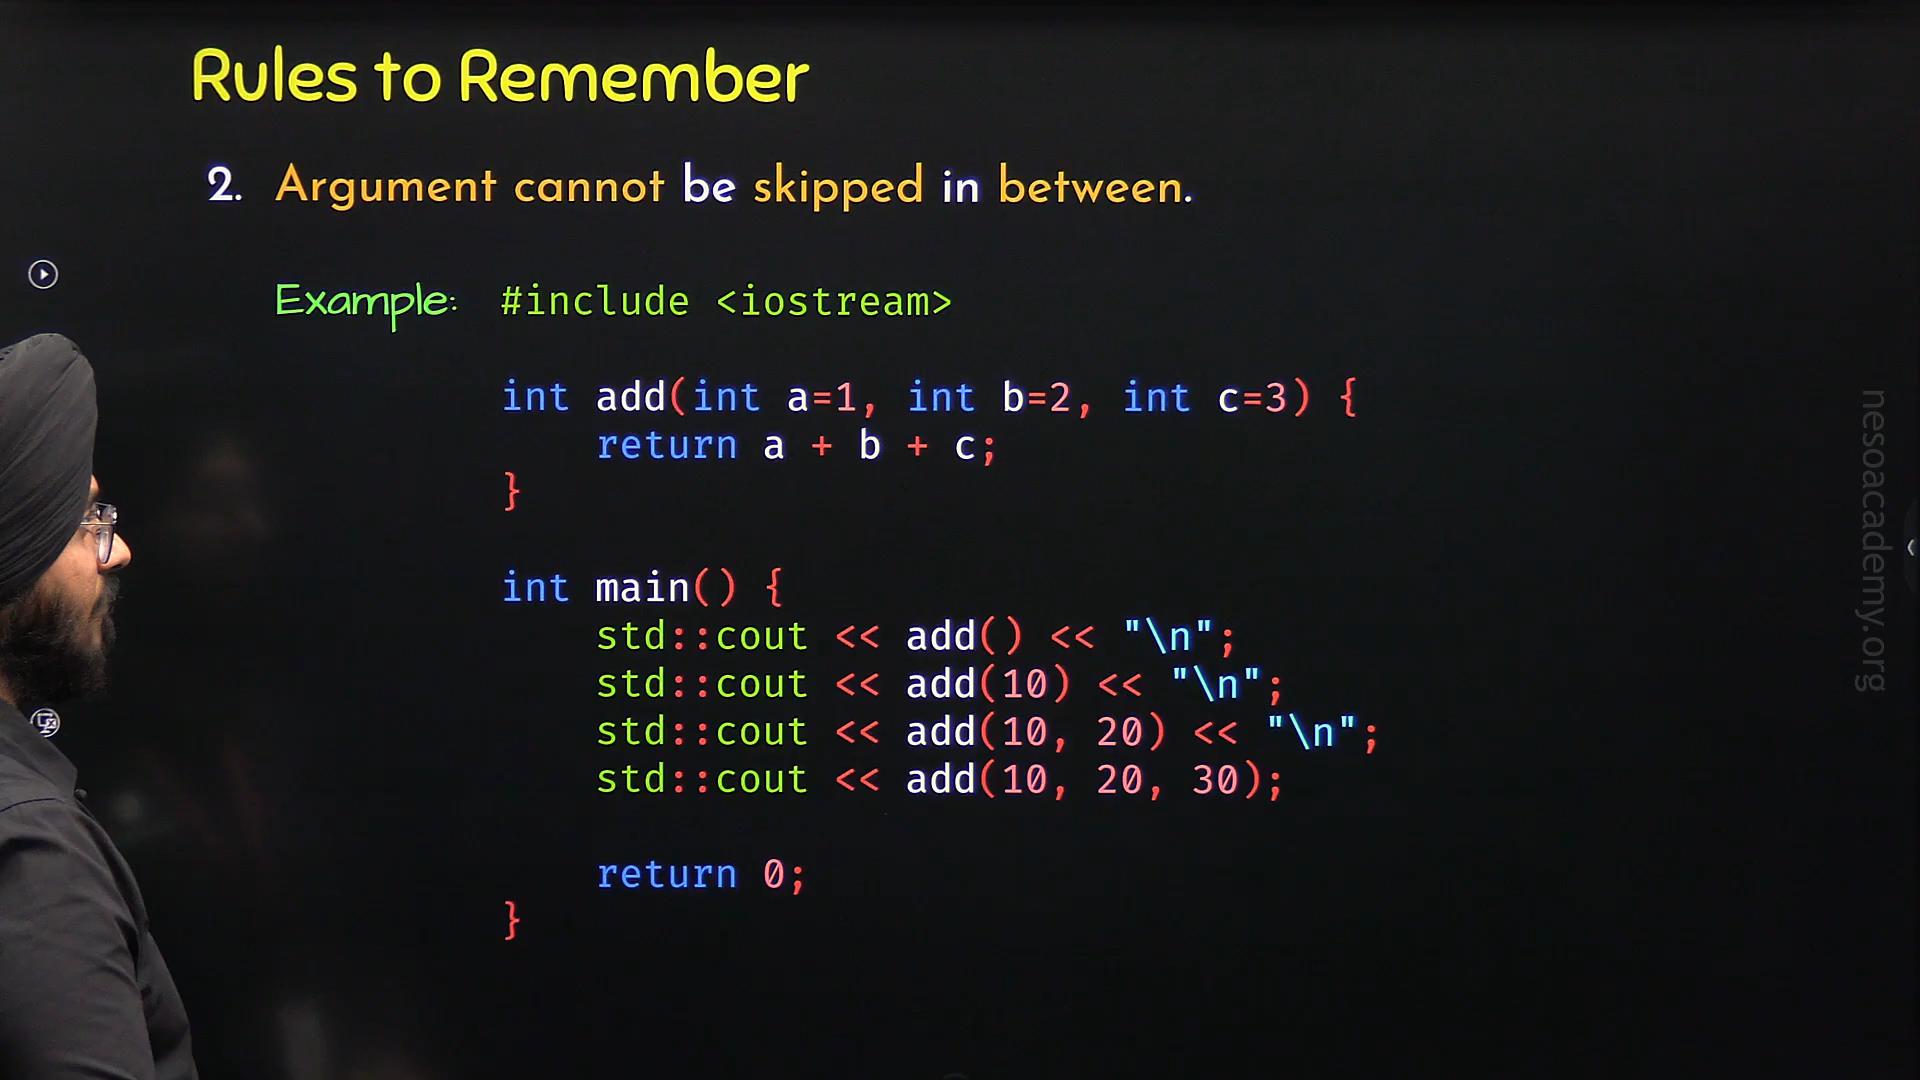 Rules to Remember
2. Argument cannot be skipped in between.
Example: #include <iostream>
int add(int a=1, int b=2, int c=3) {
return a + b + c;
}
int main() {
std::cout << add() << "\n";
std::cout << add(10) << "\n";
std::cout << add(10, 20) << "\n";
std::cout << add(10, 20, 30);
return 0;
}
nesoacademy.org